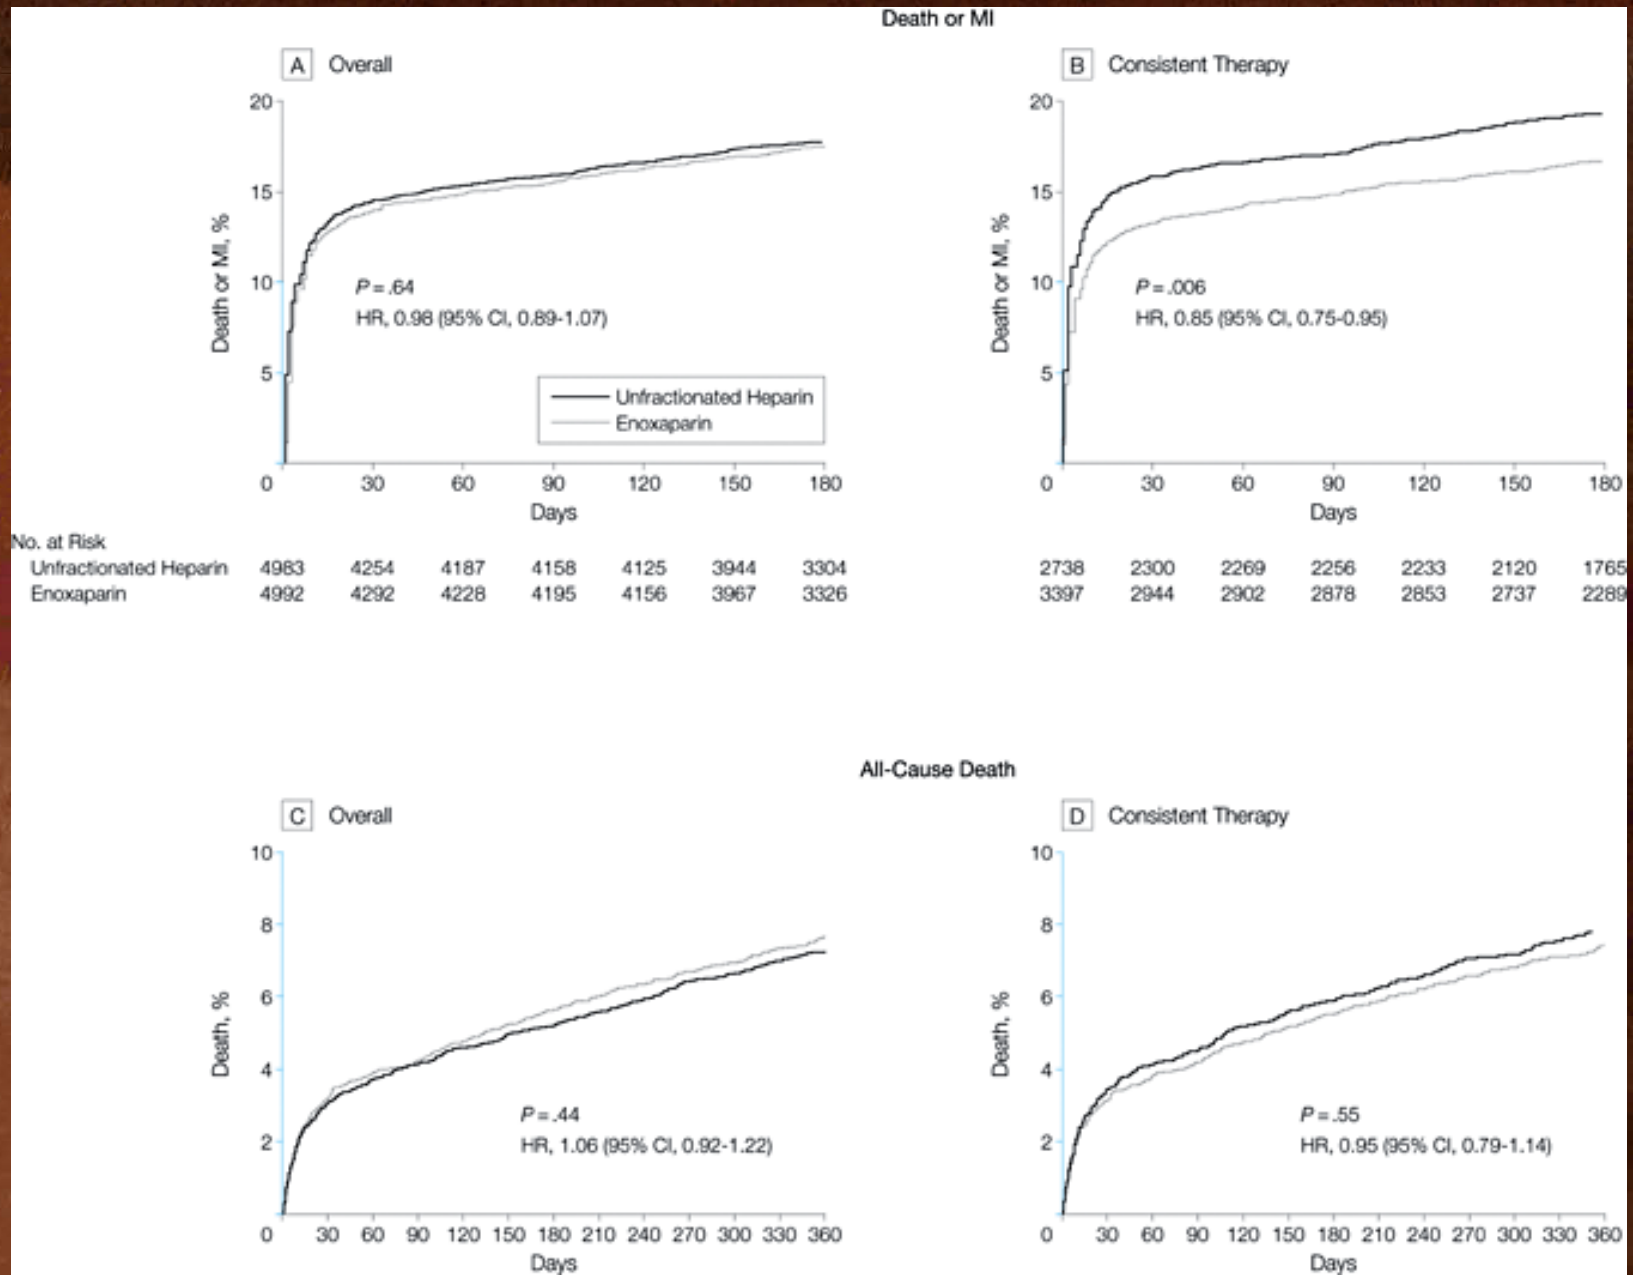 Death or MI
A Overall
20
15
10
5
Death or MI, %
P = .64
HR, 0.98 (95% CI, 0.89-1.07)
Unfractionated Heparin
Enoxaparin
0 30 60 90 120 150 180
Days
B Consistent Therapy
20
15
10
5
Death or MI, %
P = .006
HR, 0.85 (95% CI, 0.75-0.95)
0 30 60 90 120 150 180
Days
No. at Risk
Unfractionated Heparin 4983 4254 4187 4158 4125 3944 3304 2738 2300 2269 2256 2233 2120 1765
Enoxaparin 4992 4292 4228 4195 4156 3967 3326 3397 2944 2902 2878 2853 2737 2289
All-Cause Death
C Overall
10
8
6
4
2
Death, %
P = .44
HR, 1.06 (95% CI, 0.92-1.22)
0 30 60 90 120 150 180 210 240 270 300 330 360
Days
D Consistent Therapy
10
8
6
4
2
Death, %
P = .55
HR, 0.95 (95% CI, 0.79-1.14)
0 30 60 90 120 150 180 210 240 270 300 330 360
Days